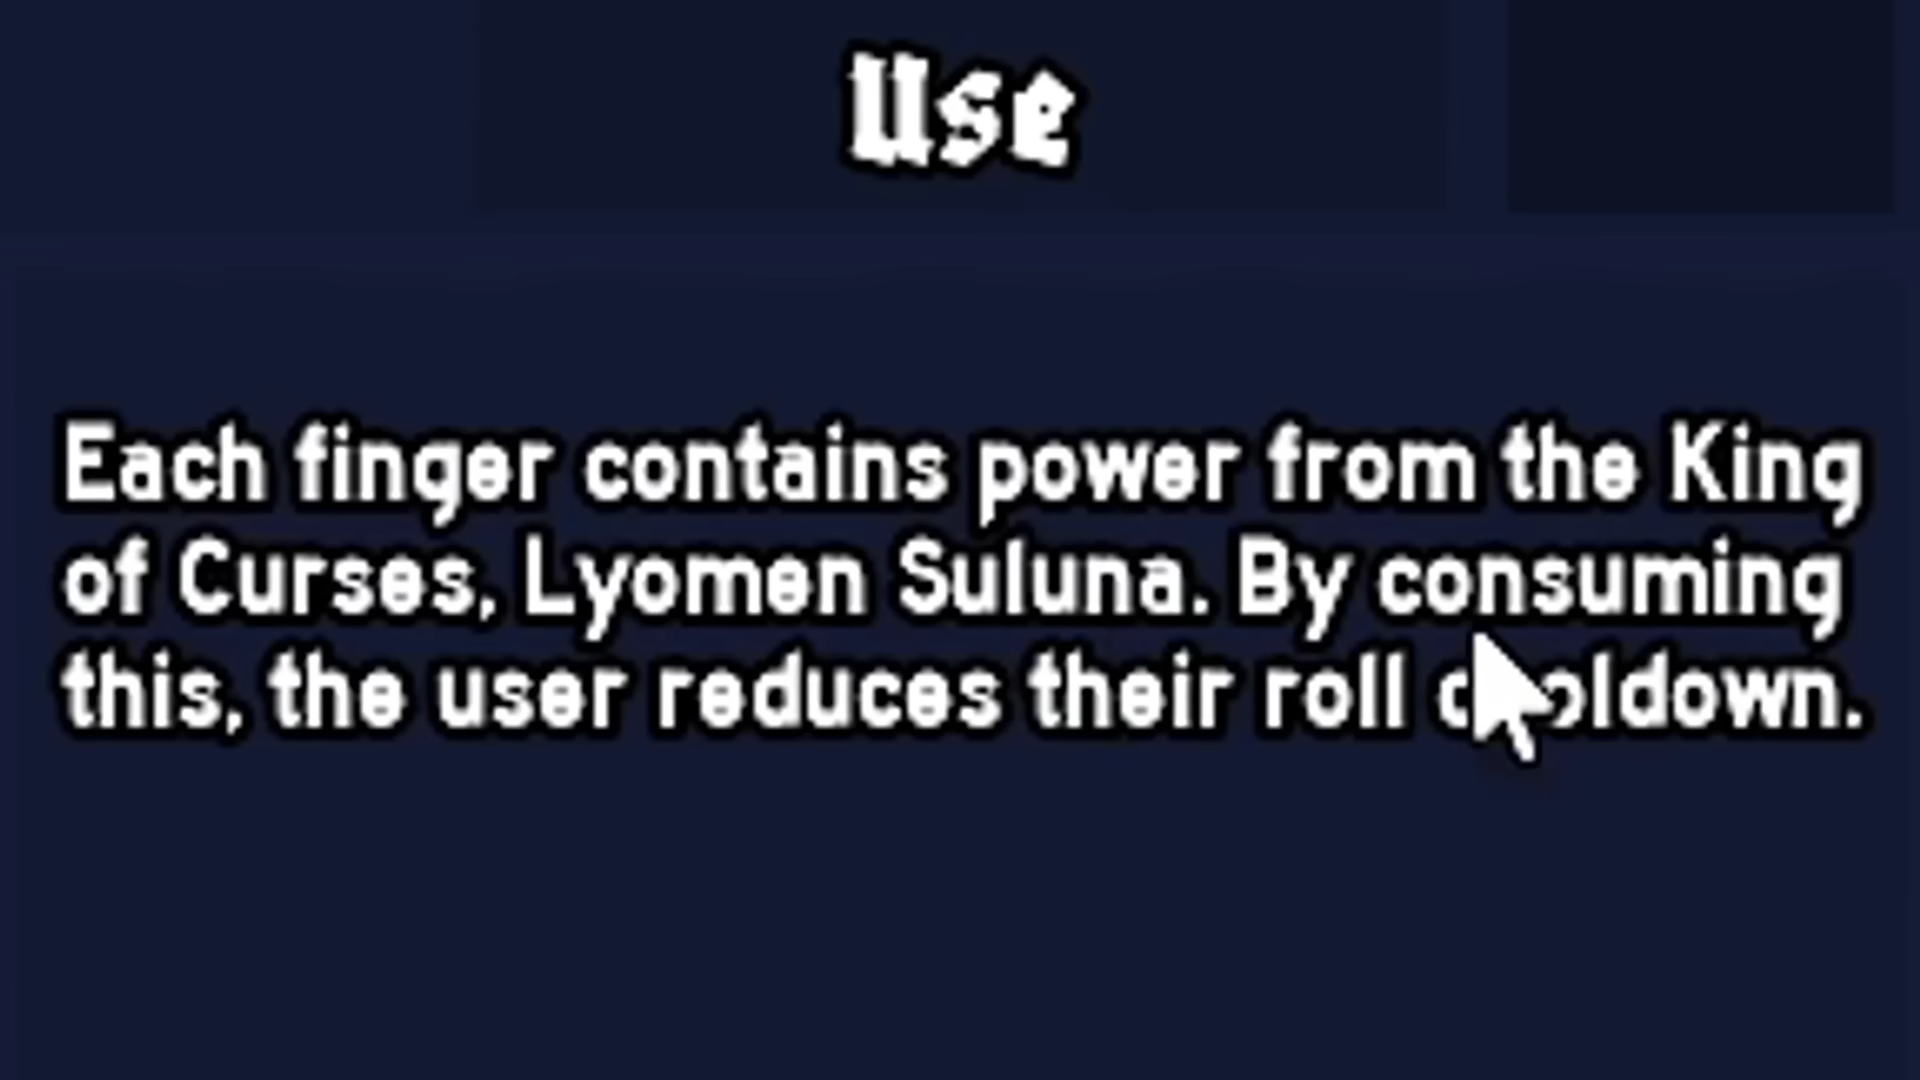 Use
Each finger contains power from the King
of Curses, Lyomen Suluna. By consuming
this, the user reduces their roll cooldown.